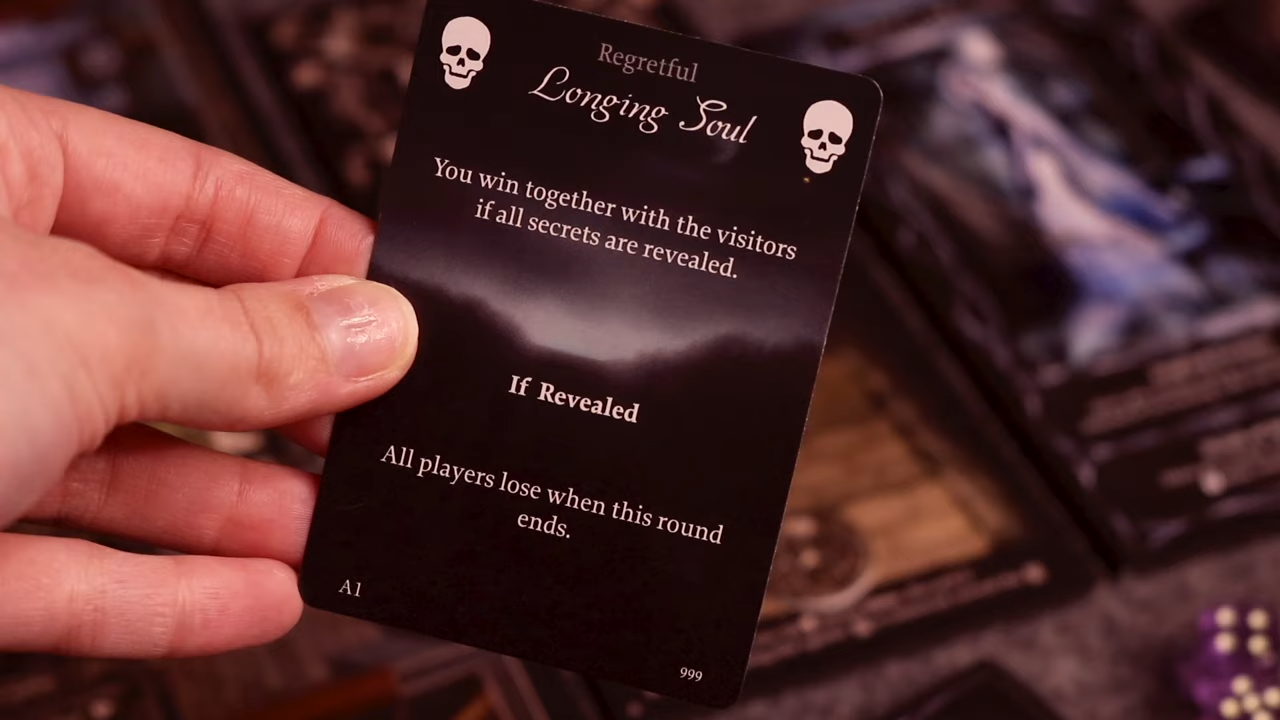 Regretful
Longing Soul
You win together with the visitors
if all secrets are revealed.
If Revealed
All players lose when this round
ends.
A1
999